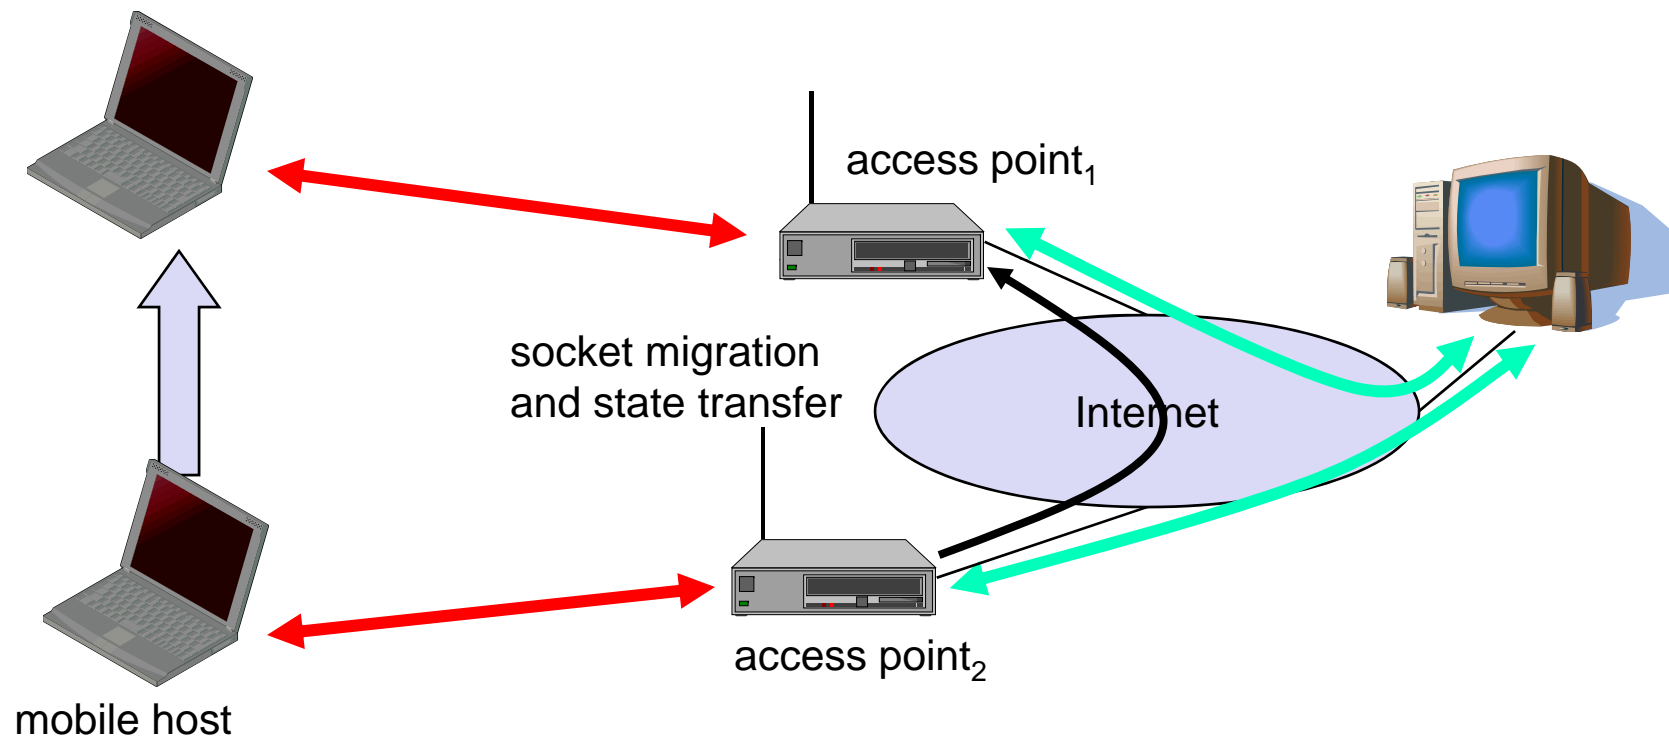 access point₁
socket migration
and state transfer
Internet
access point₂
mobile host